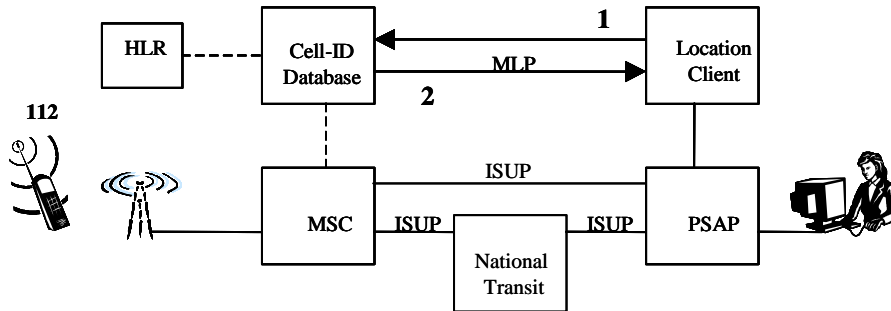 1
HLR
Cell-ID
Database
Location
Client
MLP
2
112
ISUP
MSC
ISUP
ISUP
PSAP
National
Transit